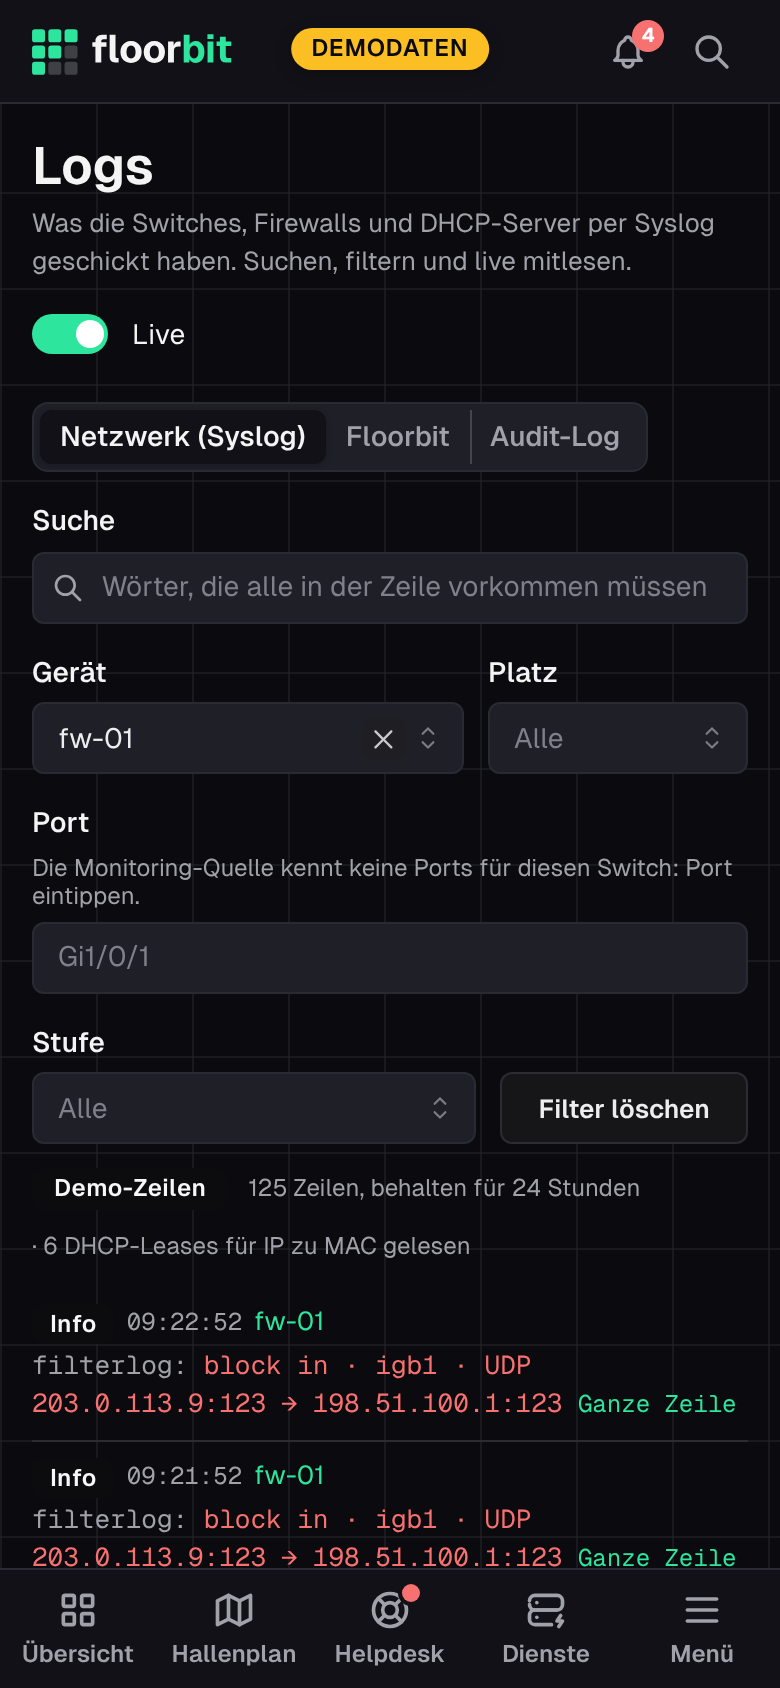 floorbit
DEMODATEN
4
Logs
Was die Switches, Firewalls und DHCP-Server per Syslog
geschickt haben. Suchen, filtern und live mitlesen.
Live
Netzwerk (Syslog) Floorbit Audit-Log
Suche
Wörter, die alle in der Zeile vorkommen müssen
Gerät Platz
fw-01 Alle
Port
Die Monitoring-Quelle kennt keine Ports für diesen Switch: Port
eintippen.
Gi1/0/1
Stufe
Alle Filter löschen
Demo-Zeilen 125 Zeilen, behalten für 24 Stunden
· 6 DHCP-Leases für IP zu MAC gelesen
Info 09:22:52 fw-01
filterlog: block in · igb1 · UDP
203.0.113.9:123 → 198.51.100.1:123 Ganze Zeile
Info 09:21:52 fw-01
filterlog: block in · igb1 · UDP
203.0.113.9:123 → 198.51.100.1:123 Ganze Zeile
Übersicht Hallenplan Helpdesk Dienste Menü